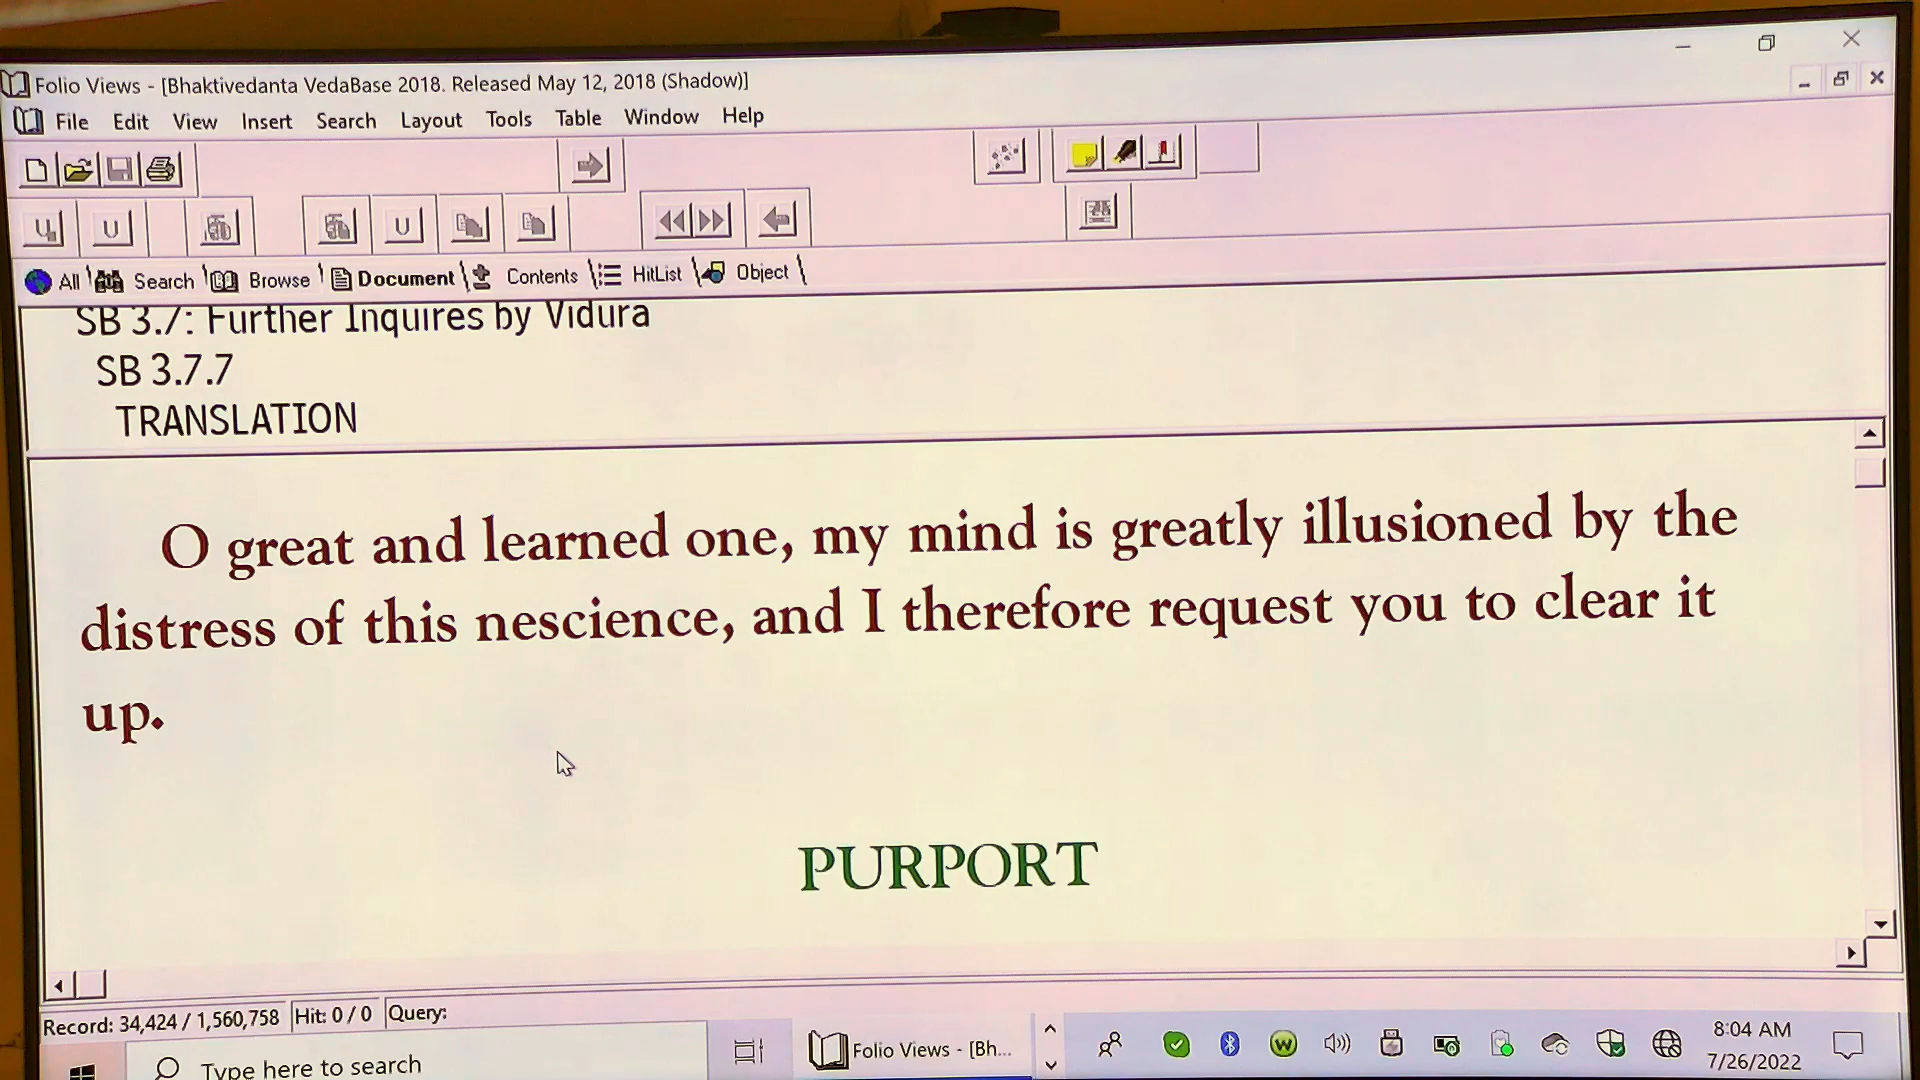 Folio Views - [Bhaktivedanta VedaBase 2018. Released May 12, 2018 (Shadow)]
File Edit View Insert Search Layout Tools Table Window Help
All Search Browse Document Contents HitList Object
SB 3.7: Further Inquires by Vidura
SB 3.7.7
TRANSLATION
O great and learned one, my mind is greatly illusioned by the
distress of this nescience, and I therefore request you to clear it
up.
PURPORT
Record: 34,424 / 1,560,758 Hit: 0 / 0 Query:
Type here to search
Folio Views - [Bh...
8:04 AM
7/26/2022